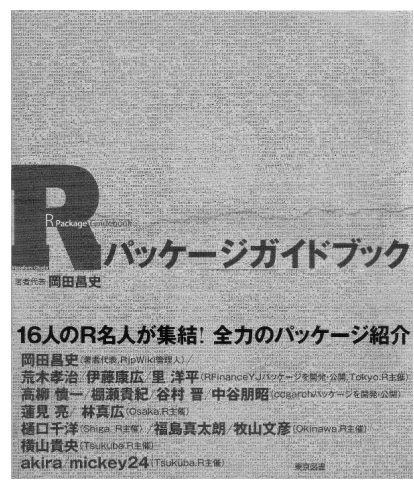 R
R Package Guidebook
パッケージガイドブック
著者代表 岡田昌史
16人のR名人が集結! 全力のパッケージ紹介
岡田昌史(著者代表,RjpWiki管理人)/
荒木孝治/伊藤康広/里 洋平(RFinanceYJパッケージを開発・公開,Tokyo.R主催)
高柳 慎一/棚瀬貴紀/谷村 晋/中谷朋昭(ccgarchパッケージを開発・公開)
蓮見 亮/林真広(Osaka.R主催)
樋口千洋(Shiga.R主催)/福島真太朗/牧山文彦(Okinawa.R主催)
横山貴央(Tsukuba.R主催)
akira/mickey24(Tsukuba.R主催)
東京図書